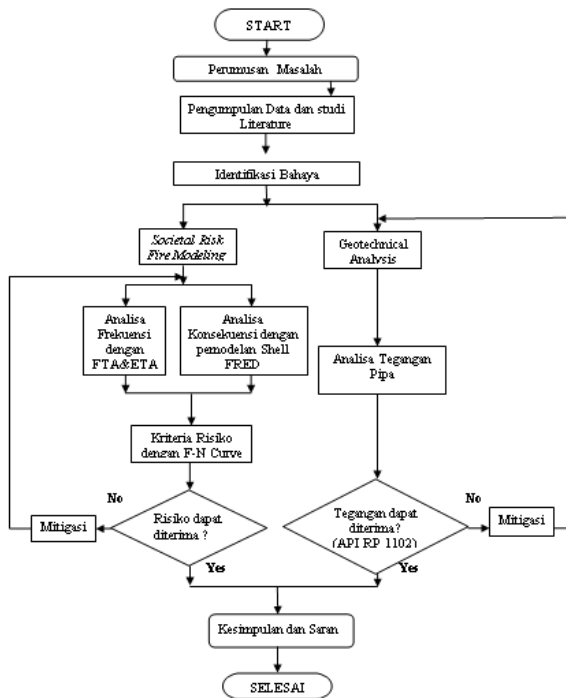 START
Perumusan Masalah
Pengumpulan Data dan studi
Literature
Identifikasi Bahaya
Societal Risk
Fire Modeling
Geotechnical
Analysis
Analisa
Frekuensi
dengan
FTA&ETA
Analisa
Konsekuensi dengan
pemodelan Shell
FRED
Analisa Tegangan
Pipa
Kriteria Risiko
dengan F-N Curve
No
Mitigasi
Risiko dapat
diterima ?
Yes
Tegangan dapat
diterima?
(API RP 1102)
Yes
No
Mitigasi
Kesimpulan dan Saran
SELESAI